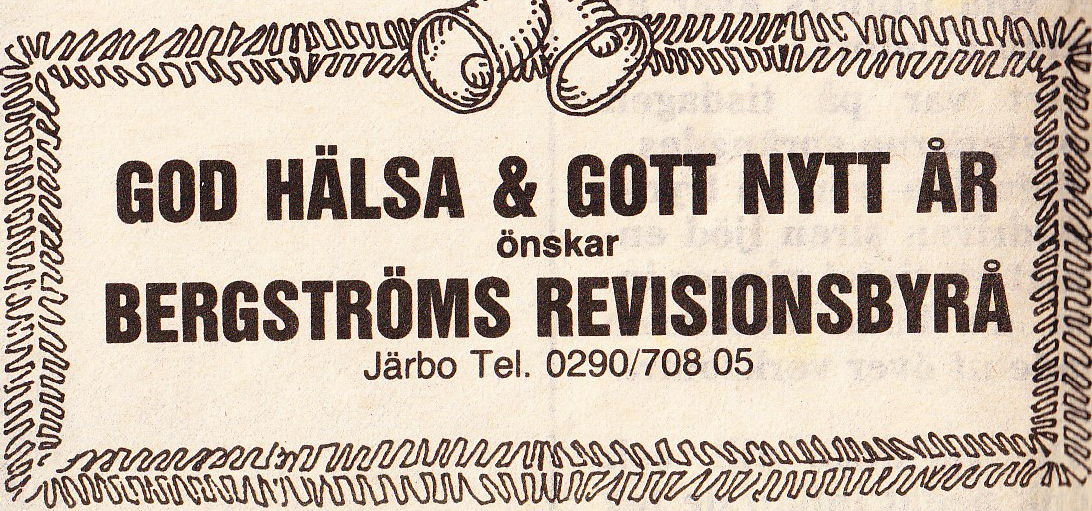 GOD HÄLSA & GOTT NYTT ÅR
önskar
BERGSTRÖMS REVISIONSBYRÅ
Järbo Tel. 0290/708 05